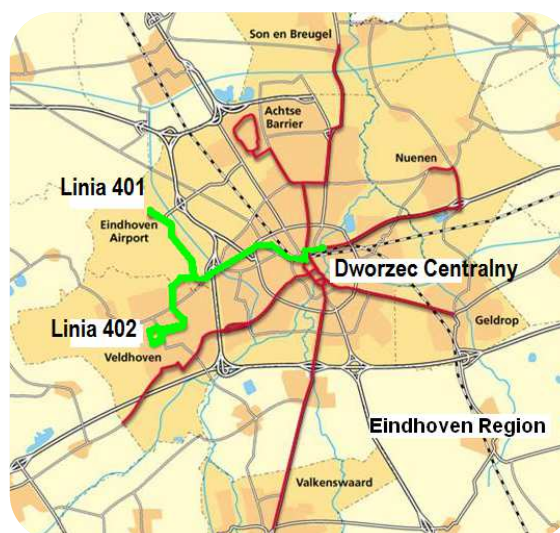 Son en Breugel
Achtse
Barrier
Nuenen
Linia 401
Eindhoven
Airport
Dworzec Centralny
Linia 402
Veldhoven
Geldrop
Eindhoven Region
Valkenswaard